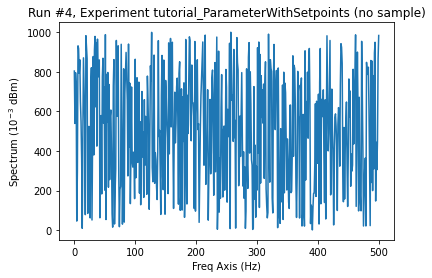 Run #4, Experiment tutorial_ParameterWithSetpoints (no sample)
1000
800
600
400
200
0
Spectrum (10⁻³ dBm)
0 100 200 300 400 500
Freq Axis (Hz)